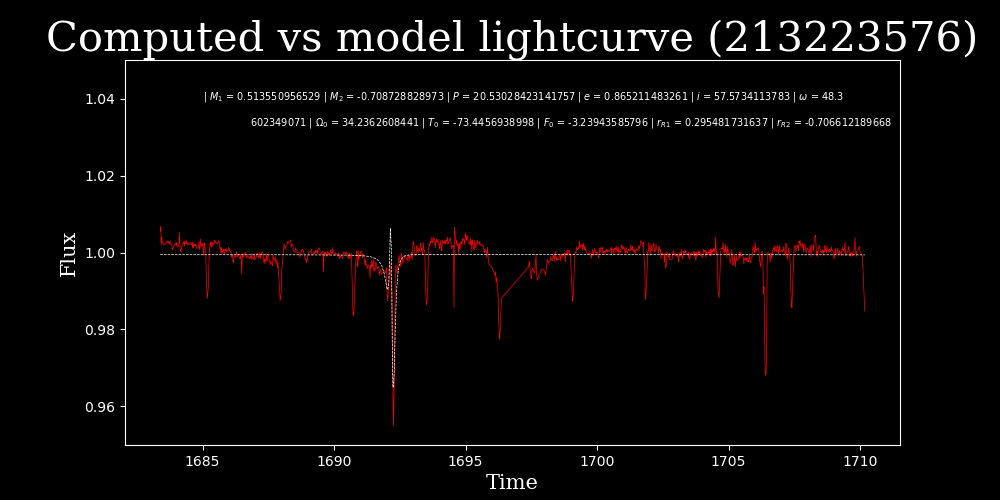 Computed vs model lightcurve (213223576)
| M₁ = 0.513550956529 | M₂ = -0.708728828973 | P = 20.53028423141757 | e = 0.865211483261 | i = 57.5734113783 | ω = 48.3
602349071 | Ω₀ = 34.2362608441 | T₀ = -73.4456938998 | F₀ = -3.23943585796 | r_R1 = 0.295481731637 | r_R2 = -0.706612189668
1.04
1.02
1.00
0.98
0.96
Flux
1685 1690 1695 1700 1705 1710
Time